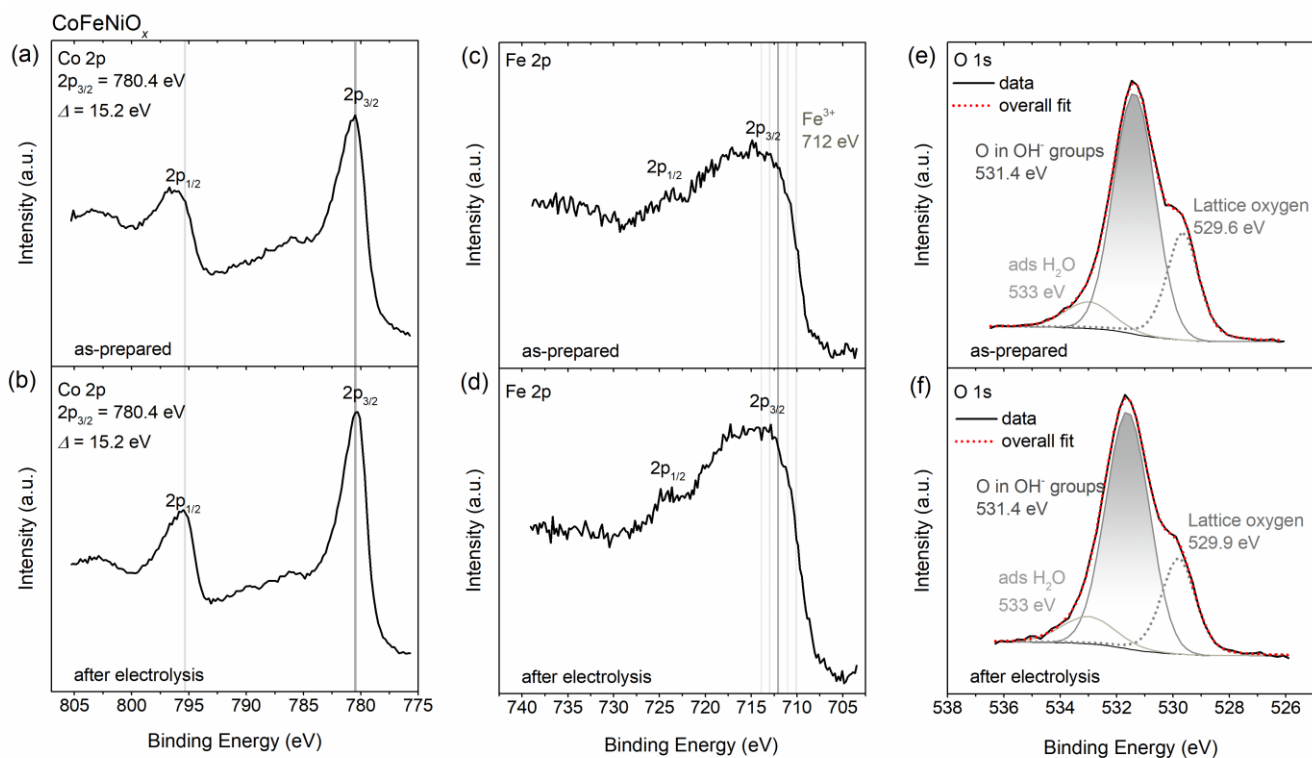 CoFeNiOₓ
(a)
Co 2p
2p₃/₂ = 780.4 eV
Δ = 15.2 eV
2p₃/₂
2p₁/₂
Intensity (a.u.)
as-prepared
(b)
Co 2p
2p₃/₂ = 780.4 eV
Δ = 15.2 eV
2p₃/₂
2p₁/₂
Intensity (a.u.)
after electrolysis
805 800 795 790 785 780 775
Binding Energy (eV)
(c)
Fe 2p
Fe³⁺
712 eV
2p₃/₂
2p₁/₂
Intensity (a.u.)
as-prepared
(d)
Fe 2p
2p₃/₂
2p₁/₂
Intensity (a.u.)
after electrolysis
740 735 730 725 720 715 710 705
Binding Energy (eV)
(e)
O 1s
data
overall fit
O in OH⁻ groups
531.4 eV
Lattice oxygen
529.6 eV
ads H₂O
533 eV
Intensity (a.u.)
as-prepared
(f)
O 1s
data
overall fit
O in OH⁻ groups
531.4 eV
Lattice oxygen
529.9 eV
ads H₂O
533 eV
Intensity (a.u.)
after electrolysis
538 536 534 532 530 528 526
Binding Energy (eV)